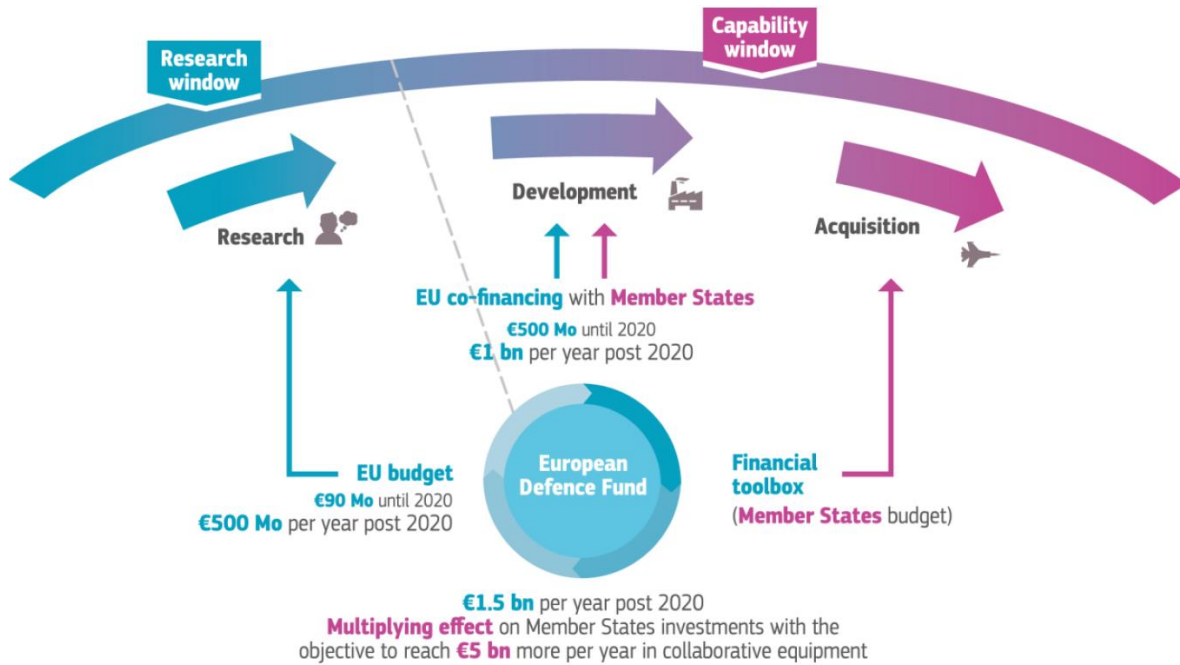 Research
window
Capability
window
Research
Development
Acquisition
EU co-financing with Member States
€500 Mo until 2020
€1 bn per year post 2020
EU budget
€90 Mo until 2020
€500 Mo per year post 2020
European
Defence Fund
Financial
toolbox
(Member States budget)
€1.5 bn per year post 2020
Multiplying effect on Member States investments with the
objective to reach €5 bn more per year in collaborative equipment